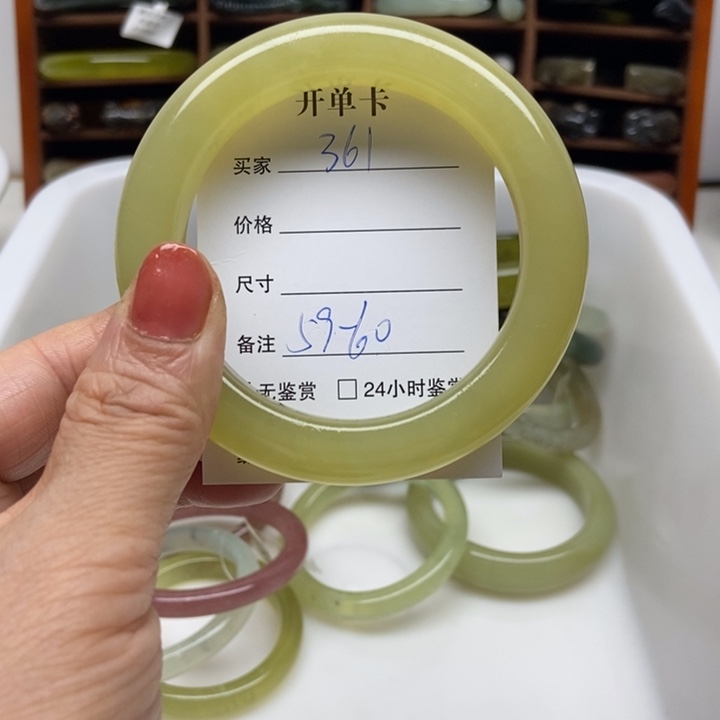 开单卡
买家 361
价格
尺寸
备注 59-60
无鉴赏 □ 24小时鉴赏